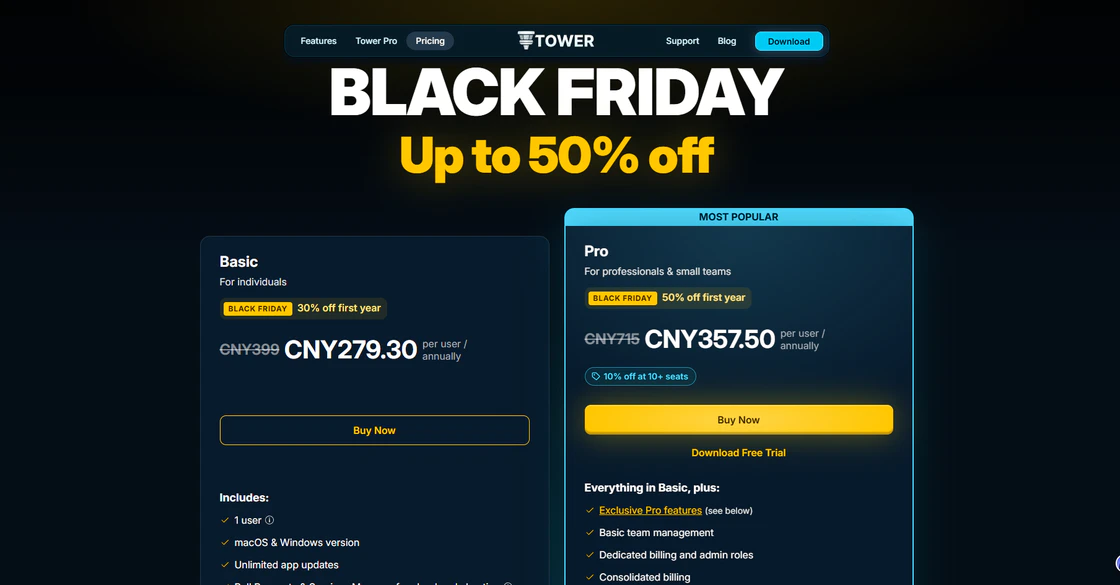 Features Tower Pro Pricing TOWER Support Blog Download
BLACK FRIDAY
Up to 50% off
Basic
For individuals
BLACK FRIDAY 30% off first year
CNY399 CNY279.30 per user /
annually
Buy Now
Includes:
1 user
macOS & Windows version
Unlimited app updates
MOST POPULAR
Pro
For professionals & small teams
BLACK FRIDAY 50% off first year
CNY715 CNY357.50 per user /
annually
10% off at 10+ seats
Buy Now
Download Free Trial
Everything in Basic, plus:
Exclusive Pro features (see below)
Basic team management
Dedicated billing and admin roles
Consolidated billing